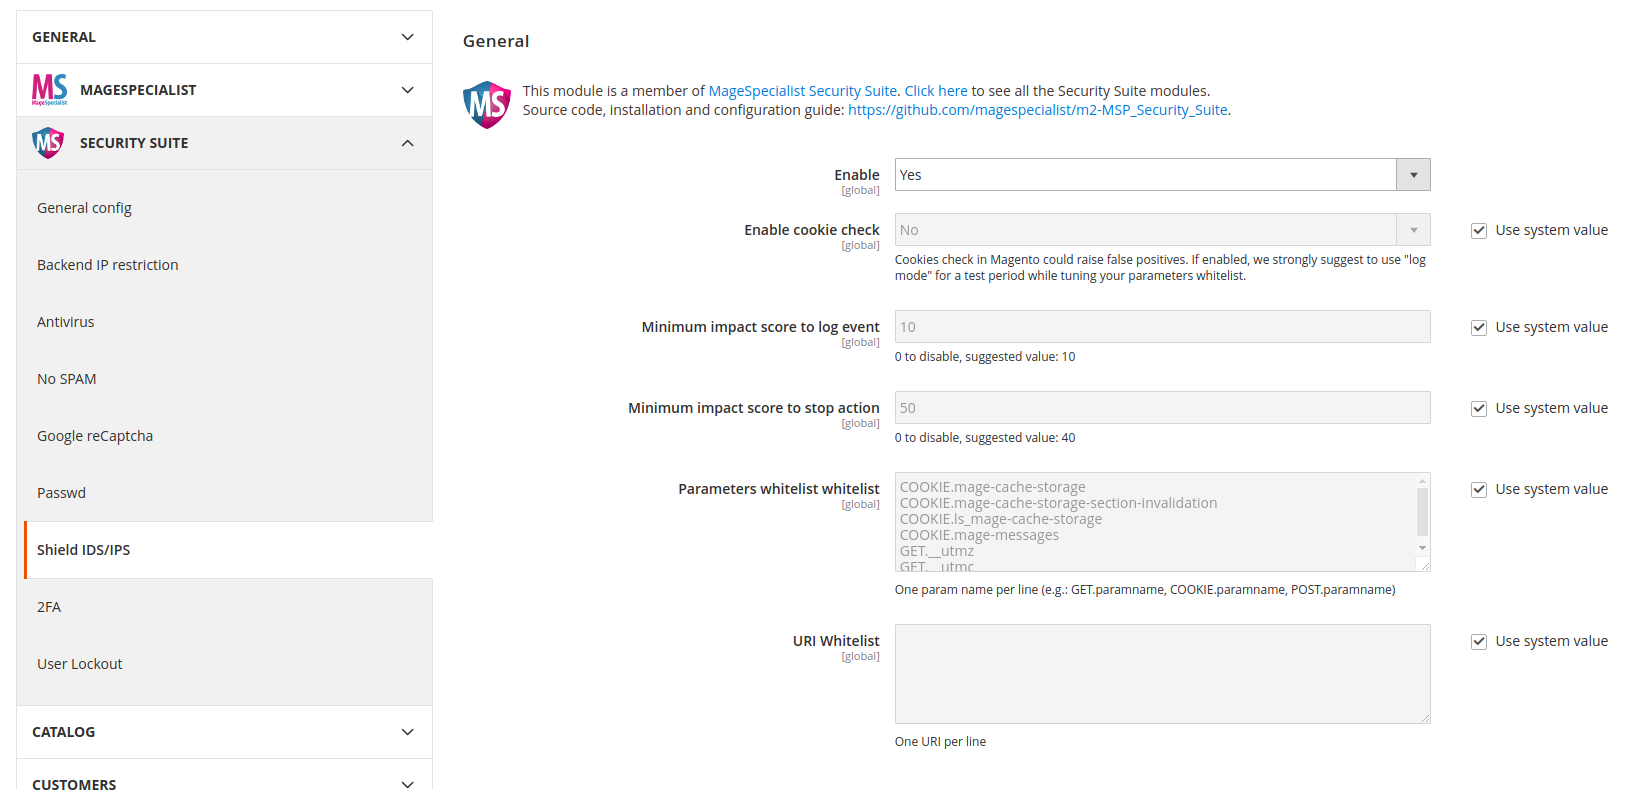 GENERAL
MS
MageSpecialist
MAGESPECIALIST
MS
SECURITY SUITE
General config
Backend IP restriction
Antivirus
No SPAM
Google reCaptcha
Passwd
Shield IDS/IPS
2FA
User Lockout
CATALOG
CUSTOMERS
General
MS
This module is a member of MageSpecialist Security Suite. Click here to see all the Security Suite modules.
Source code, installation and configuration guide: https://github.com/magespecialist/m2-MSP_Security_Suite.
Enable
[global]
Yes
Enable cookie check
[global]
No
Use system value
Cookies check in Magento could raise false positives. If enabled, we strongly suggest to use "log
mode" for a test period while tuning your parameters whitelist.
Minimum impact score to log event
[global]
10
Use system value
0 to disable, suggested value: 10
Minimum impact score to stop action
[global]
50
Use system value
0 to disable, suggested value: 40
Parameters whitelist whitelist
[global]
COOKIE.mage-cache-storage
COOKIE.mage-cache-storage-section-invalidation
COOKIE.ls_mage-cache-storage
COOKIE.mage-messages
GET.__utmz
GET.__utmc
Use system value
One param name per line (e.g.: GET.paramname, COOKIE.paramname, POST.paramname)
URI Whitelist
[global]
Use system value
One URI per line